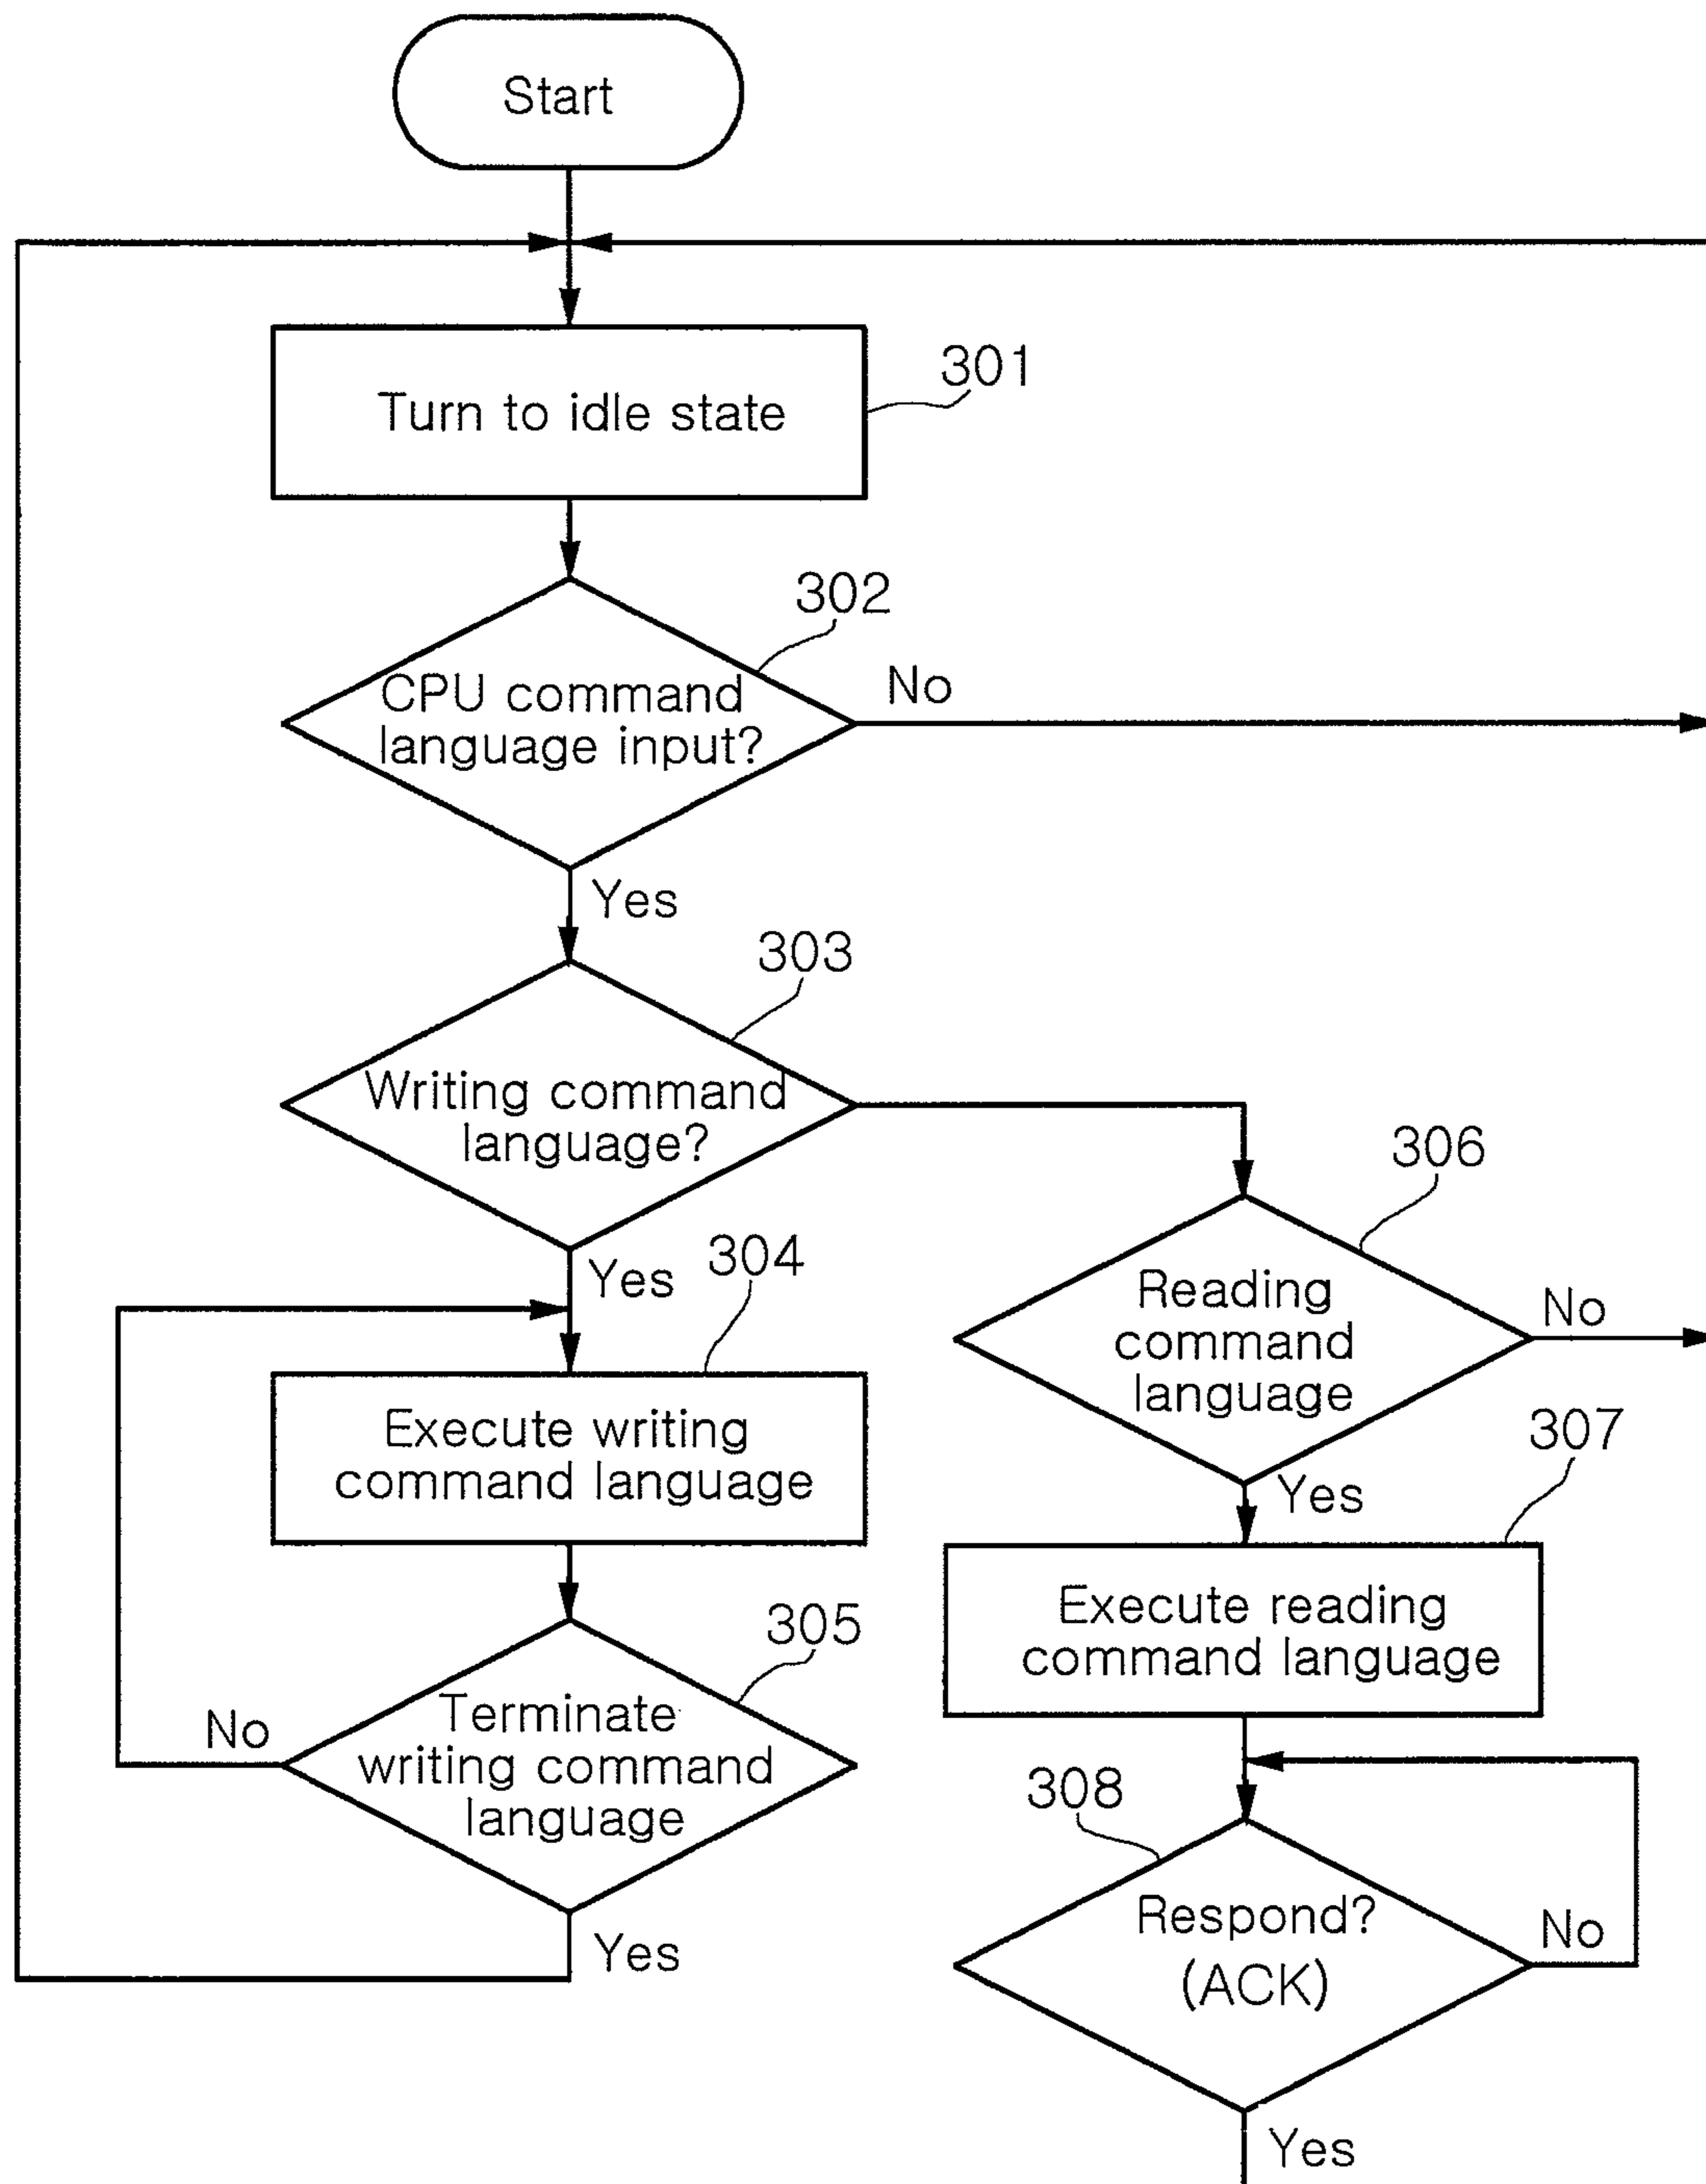 Start
301
Turn to idle state
302
CPU command
language input?
No
Yes
303
Writing command
language?
Yes
304
Execute writing
command language
305
Terminate
writing command
language
No
Yes
306
Reading
command
language
No
Yes
307
Execute reading
command language
308
Respond?
(ACK)
No
Yes